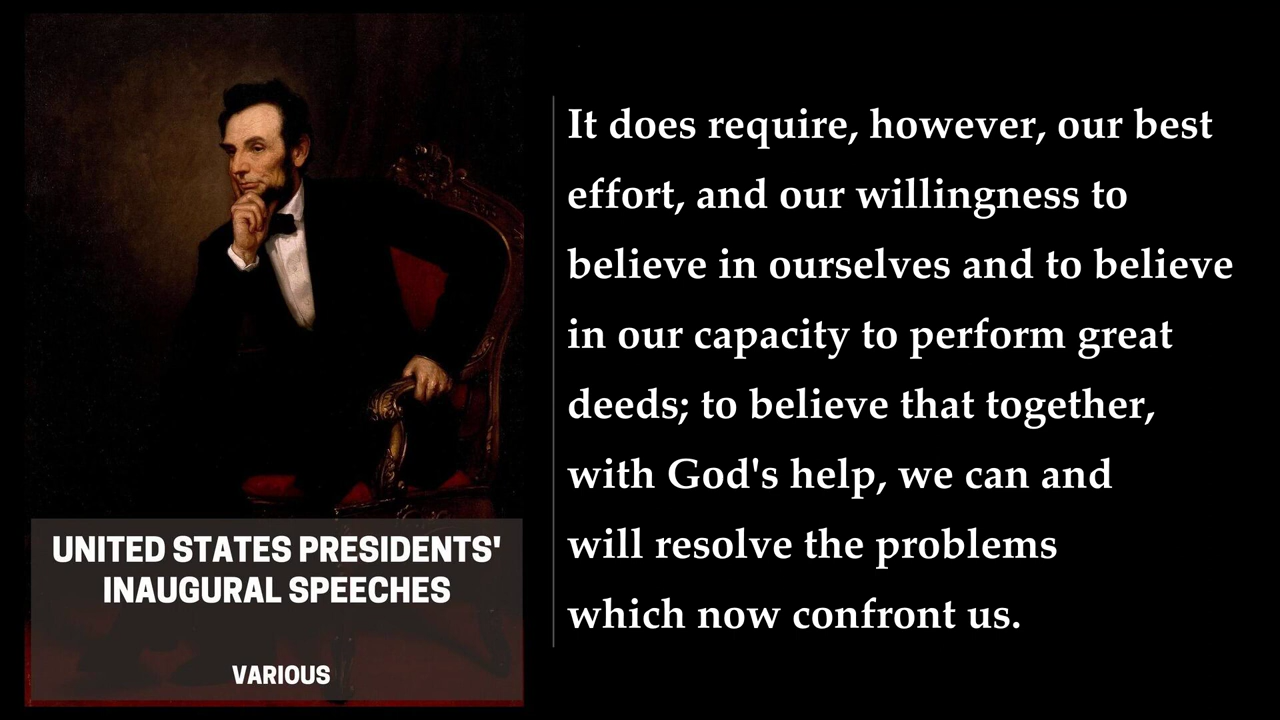 It does require, however, our best
effort, and our willingness to
believe in ourselves and to believe
in our capacity to perform great
deeds; to believe that together,
with God's help, we can and
will resolve the problems
which now confront us.
UNITED STATES PRESIDENTS'
INAUGURAL SPEECHES
VARIOUS